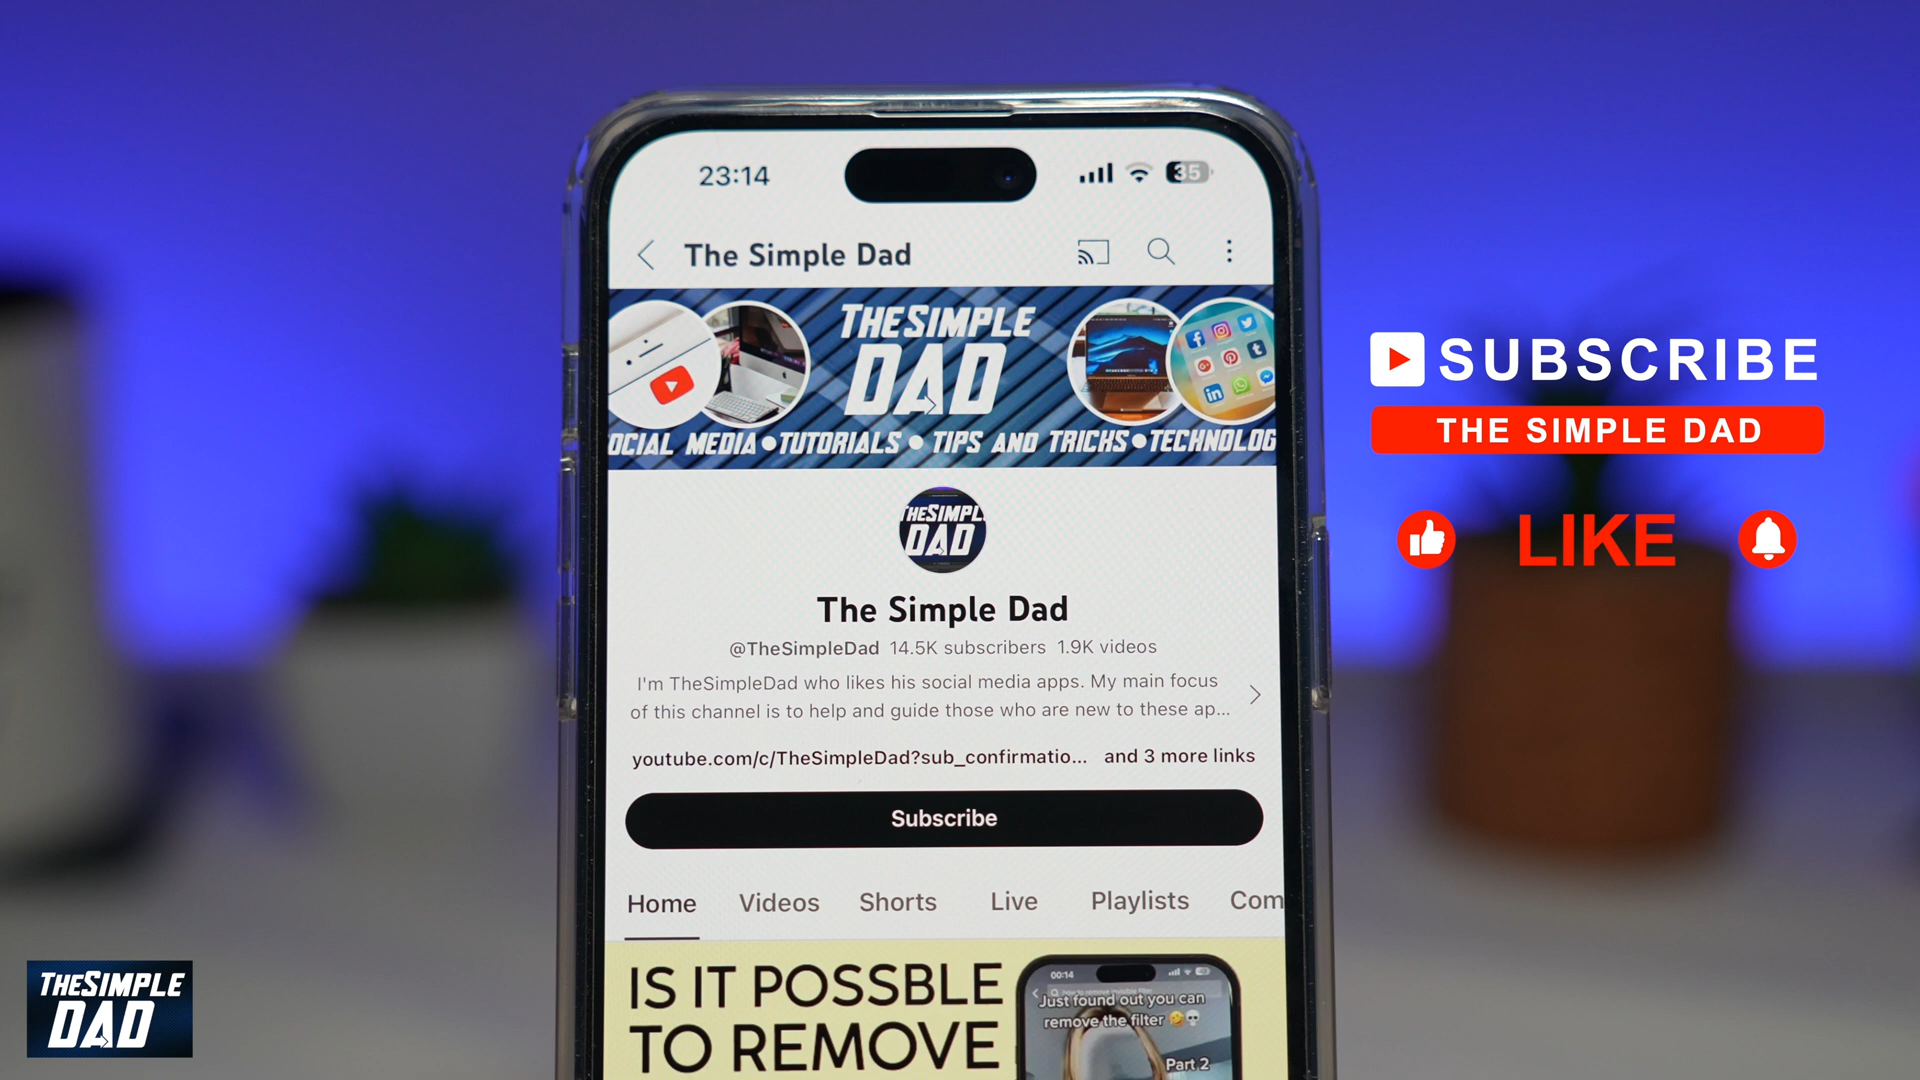 23:14
35
The Simple Dad
THESIMPLE
DAD
OCIAL MEDIA • TUTORIALS • TIPS AND TRICKS • TECHNOLOG
THESIMPL
DAD
The Simple Dad
@TheSimpleDad 14.5K subscribers 1.9K videos
I'm TheSimpleDad who likes his social media apps. My main focus
of this channel is to help and guide those who are new to these ap...
youtube.com/c/TheSimpleDad?sub_confirmatio... and 3 more links
Subscribe
Home Videos Shorts Live Playlists Com
IS IT POSSBLE
TO REMOVE
00:14
Just found out you can
remove the filter 🤣💀
Part 2
SUBSCRIBE
THE SIMPLE DAD
LIKE
THESIMPLE
DAD